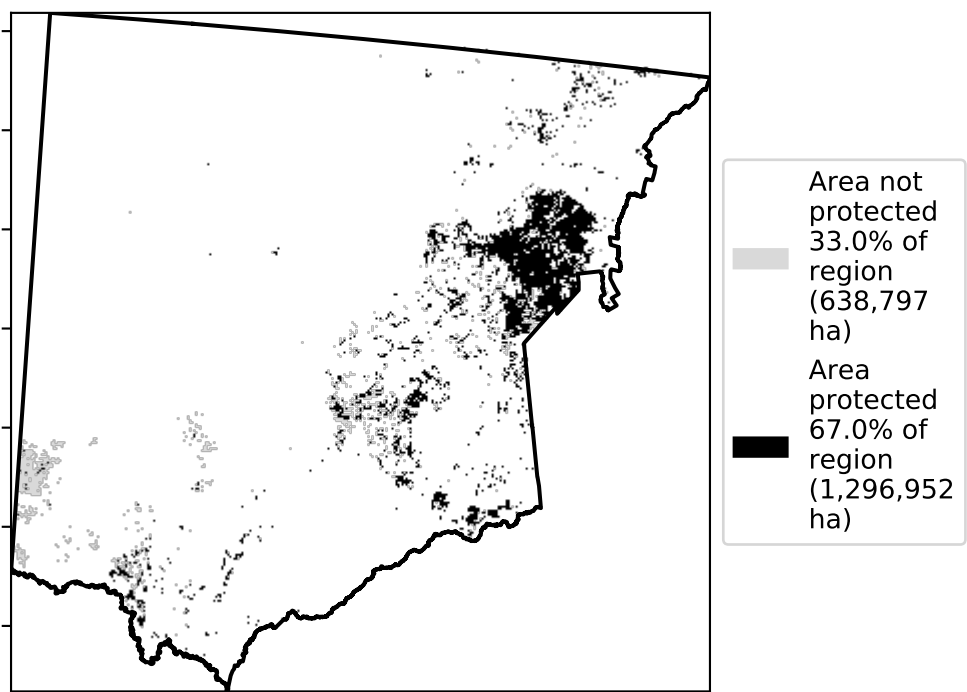 Area not
protected
33.0% of
region
(638,797
ha)
Area
protected
67.0% of
region
(1,296,952
ha)